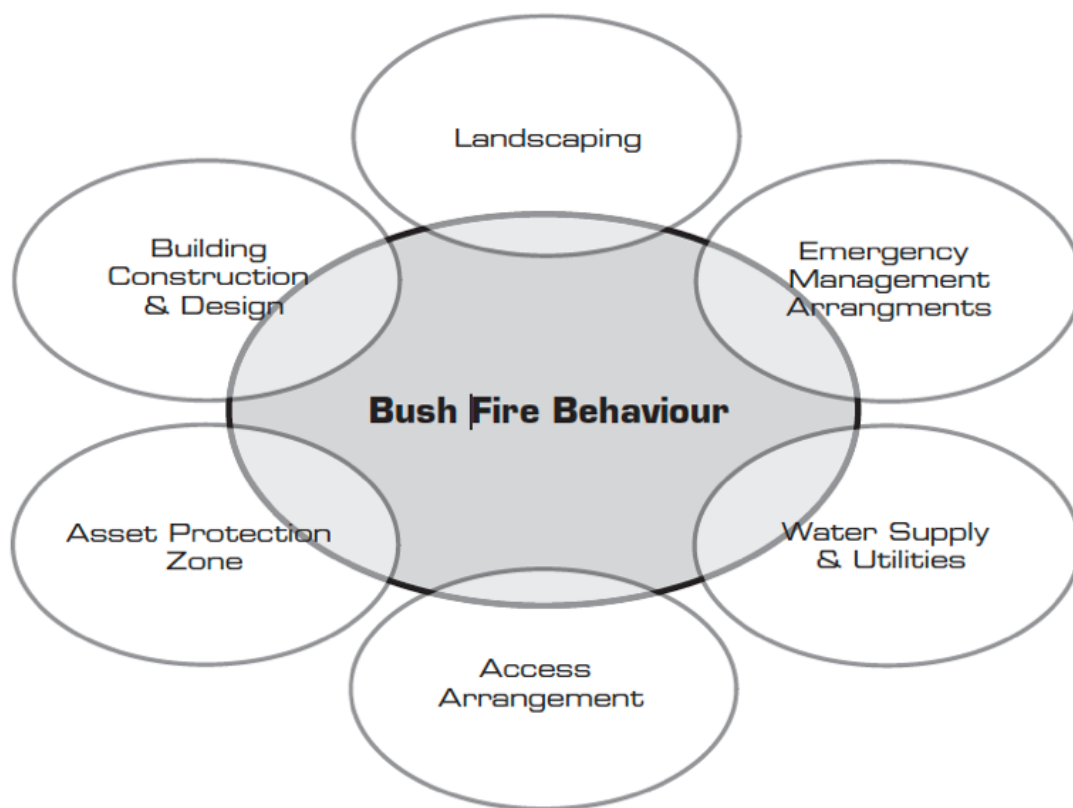 Landscaping
Building
Construction
& Design
Emergency
Management
Arrangments
Bush Fire Behaviour
Asset Protection
Zone
Water Supply
& Utilities
Access
Arrangement